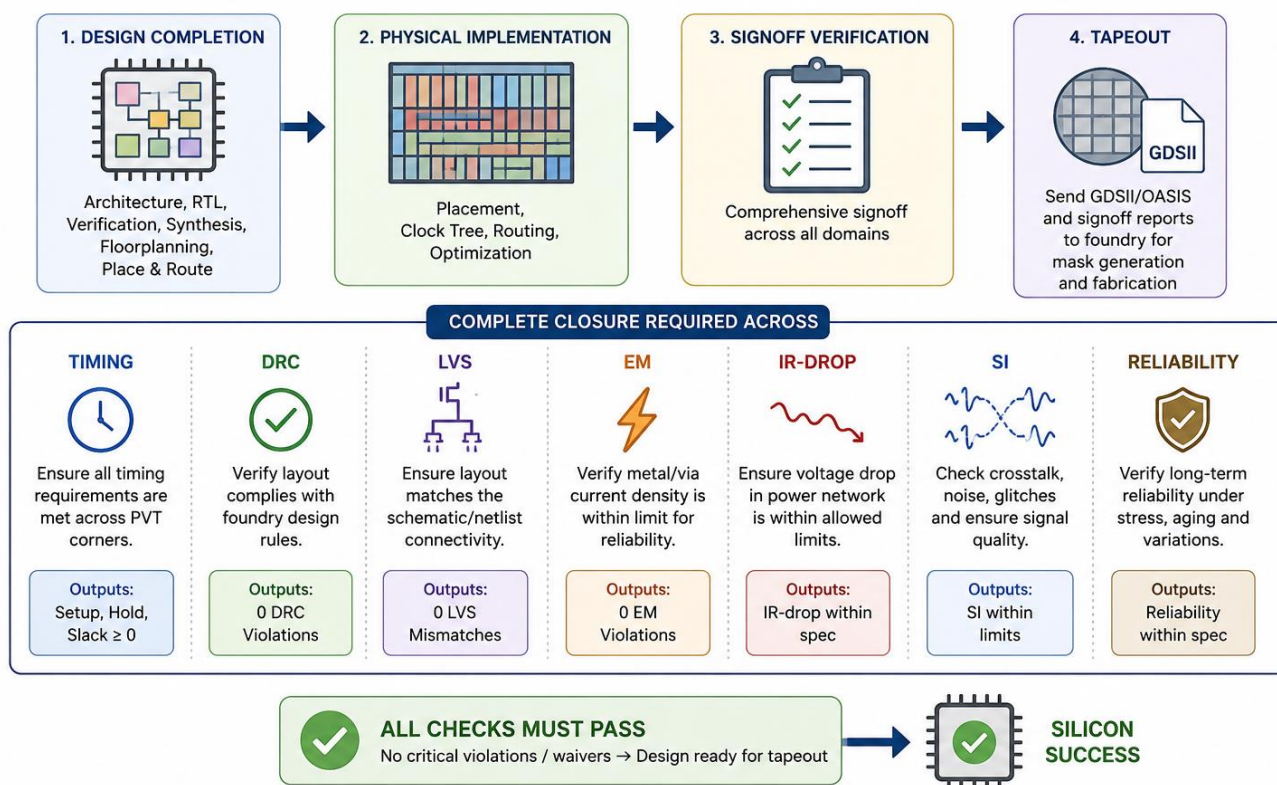 1. DESIGN COMPLETION
Architecture, RTL,
Verification, Synthesis,
Floorplanning,
Place & Route
2. PHYSICAL IMPLEMENTATION
Placement,
Clock Tree, Routing,
Optimization
3. SIGNOFF VERIFICATION
Comprehensive signoff
across all domains
4. TAPEOUT
GDSII
Send GDSII/OASIS
and signoff reports
to foundry for
mask generation
and fabrication
COMPLETE CLOSURE REQUIRED ACROSS
TIMING
Ensure all timing
requirements are
met across PVT
corners.
Outputs:
Setup, Hold,
Slack ≥ 0
DRC
Verify layout
complies with
foundry design
rules.
Outputs:
0 DRC
Violations
LVS
Ensure layout
matches the
schematic/netlist
connectivity.
Outputs:
0 LVS
Mismatches
EM
Verify metal/via
current density is
within limit for
reliability.
Outputs:
0 EM
Violations
IR-DROP
Ensure voltage drop
in power network
is within allowed
limits.
Outputs:
IR-drop within
spec
SI
Check crosstalk,
noise, glitches
and ensure signal
quality.
Outputs:
SI within
limits
RELIABILITY
Verify long-term
reliability under
stress, aging and
variations.
Outputs:
Reliability
within spec
ALL CHECKS MUST PASS
No critical violations / waivers → Design ready for tapeout
SILICON
SUCCESS